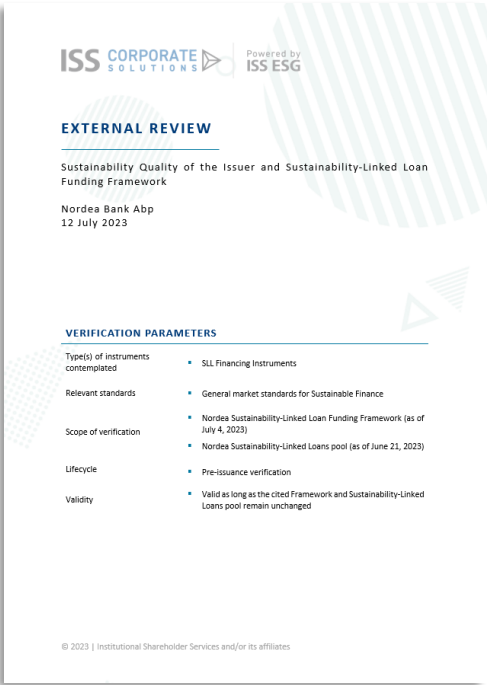 ISS CORPORATE SOLUTIONS Powered by ISS ESG
EXTERNAL REVIEW
Sustainability Quality of the Issuer and Sustainability-Linked Loan
Funding Framework
Nordea Bank Abp
12 July 2023
VERIFICATION PARAMETERS
Type(s) of instruments
contemplated
▪ SLL Financing Instruments
Relevant standards
▪ General market standards for Sustainable Finance
Scope of verification
▪ Nordea Sustainability-Linked Loan Funding Framework (as of
July 4, 2023)
▪ Nordea Sustainability-Linked Loans pool (as of June 21, 2023)
Lifecycle
▪ Pre-issuance verification
Validity
▪ Valid as long as the cited Framework and Sustainability-Linked
Loans pool remain unchanged
© 2023 | Institutional Shareholder Services and/or its affiliates